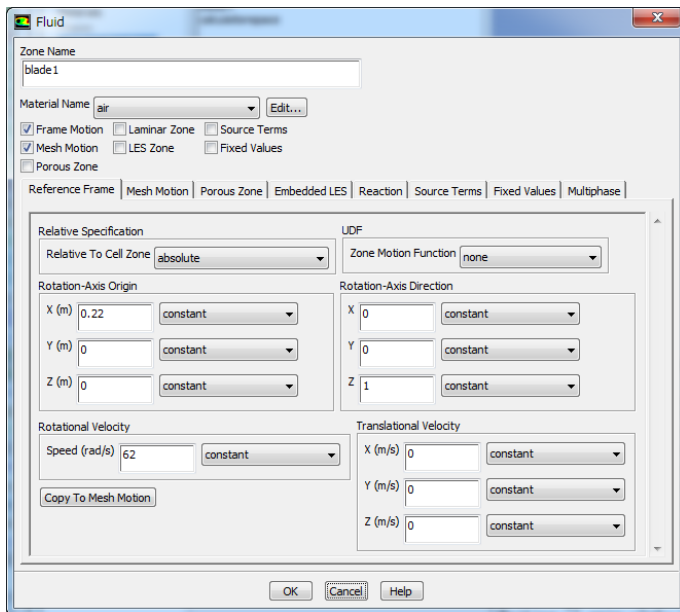 Fluid
Zone Name
blade1
Material Name air Edit...
Frame Motion Laminar Zone Source Terms
Mesh Motion LES Zone Fixed Values
Porous Zone
Reference Frame Mesh Motion Porous Zone Embedded LES Reaction Source Terms Fixed Values Multiphase
Relative Specification UDF
Relative To Cell Zone absolute Zone Motion Function none
Rotation-Axis Origin Rotation-Axis Direction
X (m) 0.22 constant X 0 constant
Y (m) 0 constant Y 0 constant
Z (m) 0 constant Z 1 constant
Rotational Velocity Translational Velocity
Speed (rad/s) 62 constant X (m/s) 0 constant
Copy To Mesh Motion Y (m/s) 0 constant
Z (m/s) 0 constant
OK Cancel Help